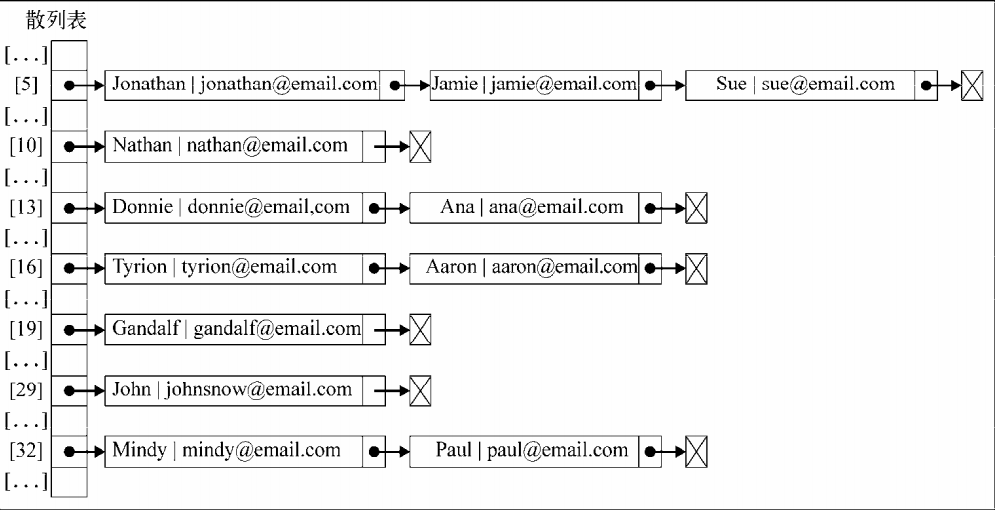 散列表
[...]
[5] Jonathan | jonathan@email.com Jamie | jamie@email.com Sue | sue@email.com
[...]
[10] Nathan | nathan@email.com
[...]
[13] Donnie | donnie@email,com Ana | ana@email.com
[...]
[16] Tyrion | tyrion@email.com Aaron | aaron@email.com
[...]
[19] Gandalf | gandalf@email.com
[...]
[29] John | johnsnow@email.com
[...]
[32] Mindy | mindy@email.com Paul | paul@email.com
[...]